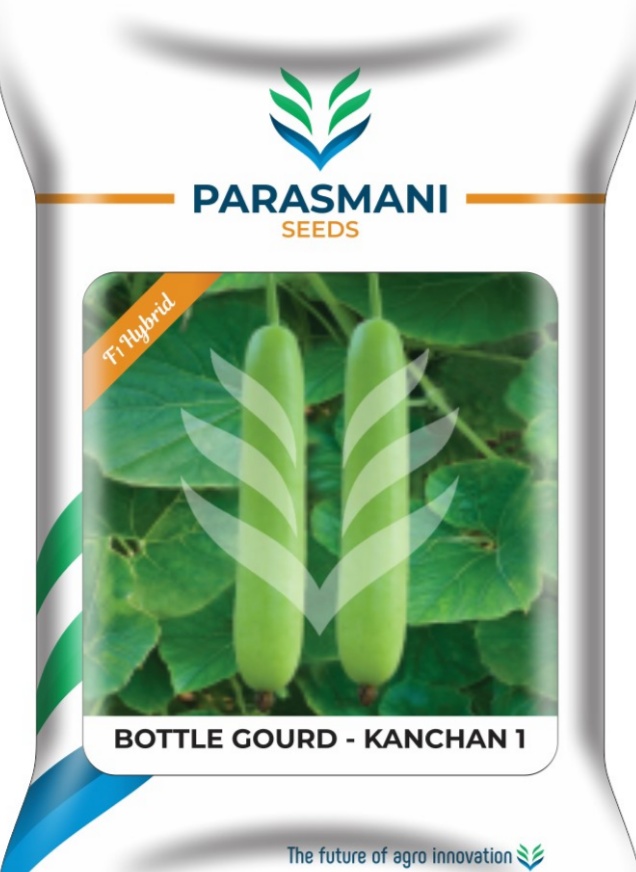 PARASMANI
SEEDS
F1 Hybrid
BOTTLE GOURD - KANCHAN 1
The future of agro innovation